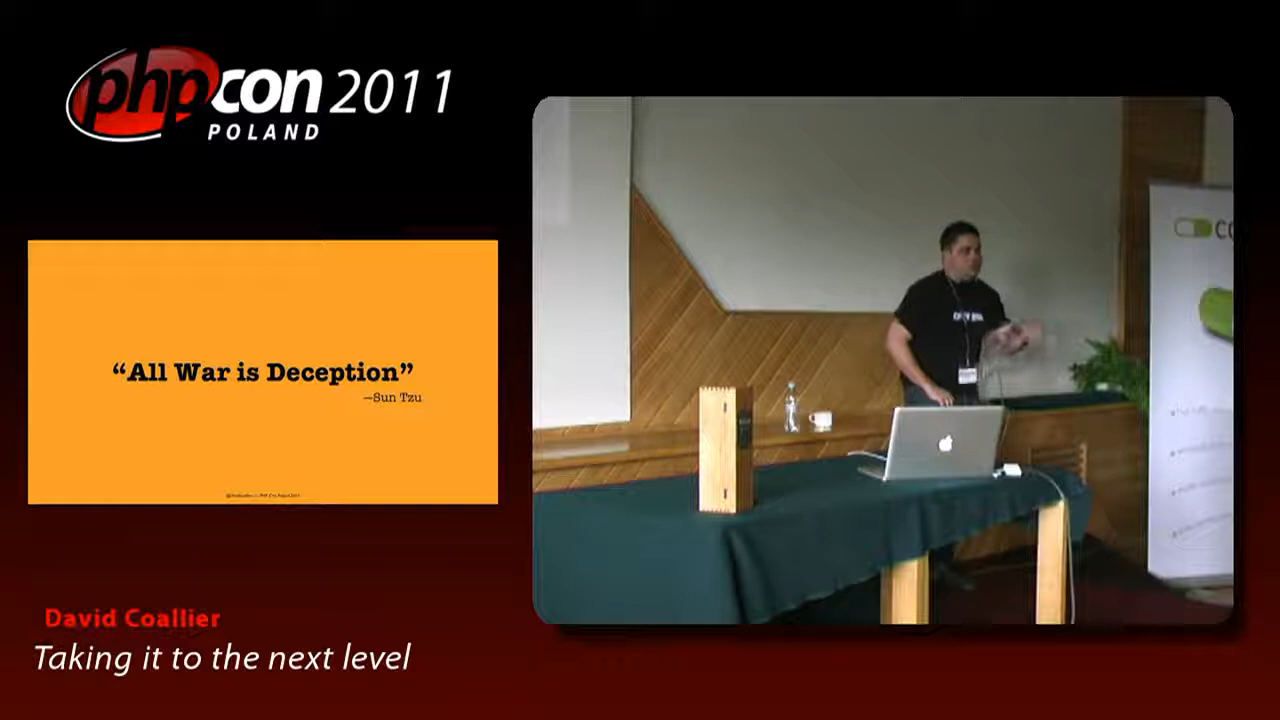 phpcon 2011
POLAND
“All War is Deception”
—Sun Tzu
David Coallier
Taking it to the next level